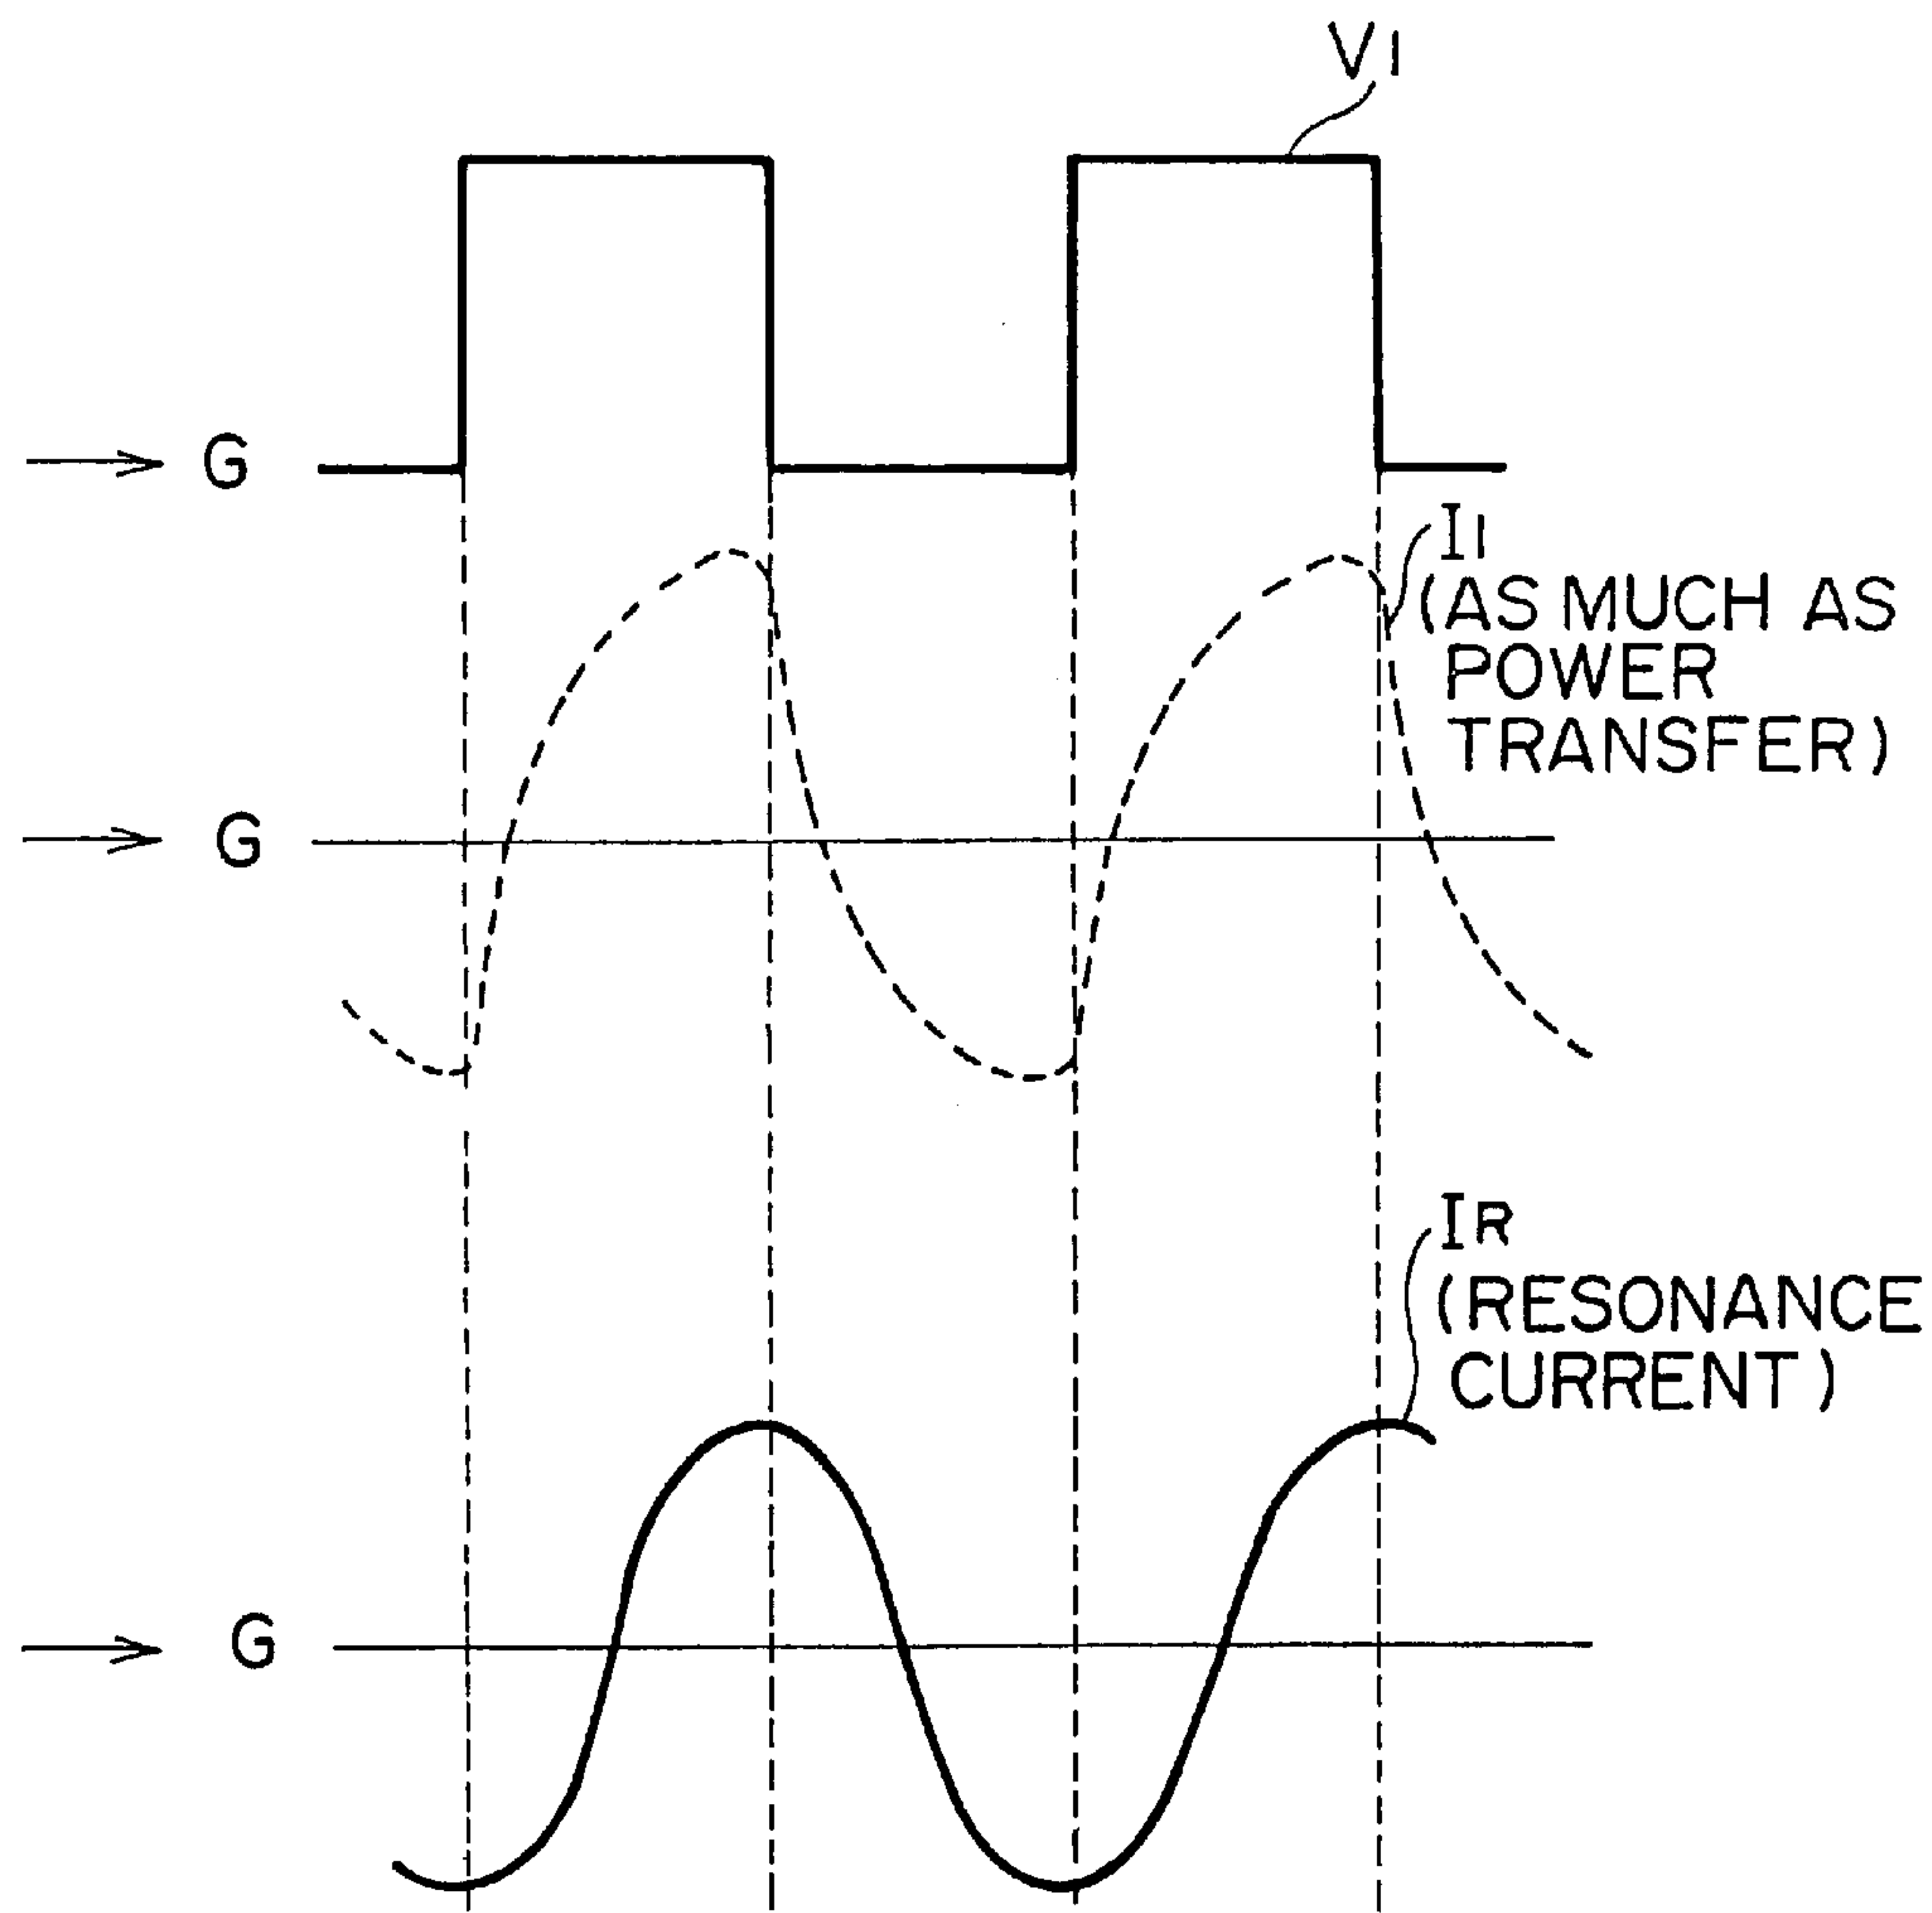 V1
G
I1
(AS MUCH AS
POWER
TRANSFER)
G
IR
(RESONANCE
CURRENT)
G